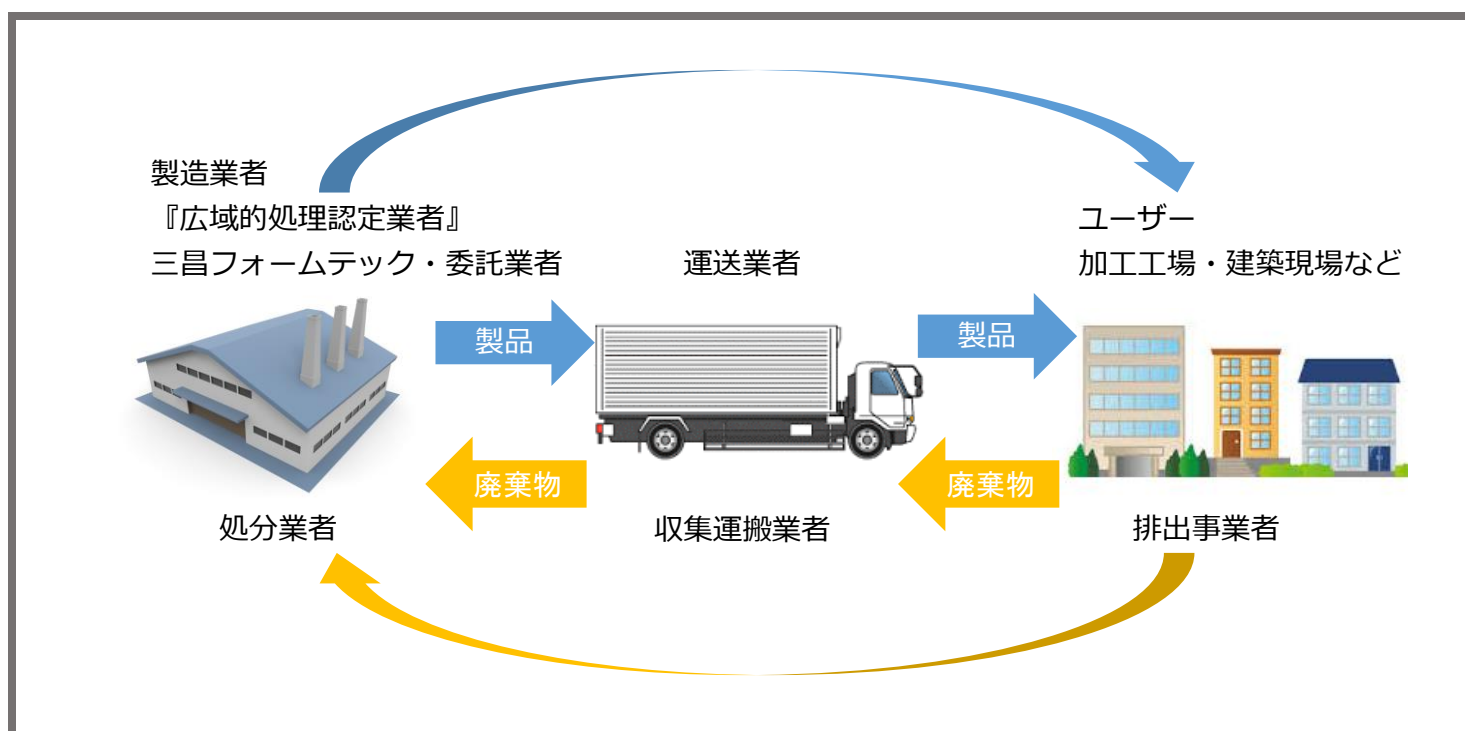 製造業者
『広域的処理認定業者』
三昌フォームテック・委託業者
運送業者
ユーザー
加工工場・建築現場など
製品
製品
廃棄物
廃棄物
処分業者
収集運搬業者
排出事業者